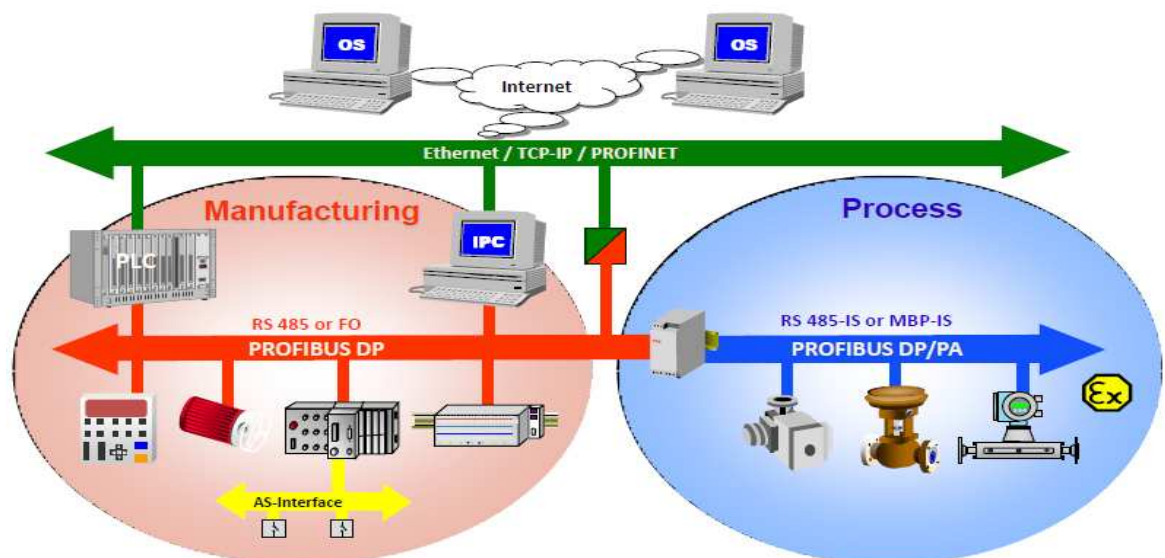 OS
OS
Internet
Ethernet / TCP-IP / PROFINET
Manufacturing
Process
PLC
IPC
RS 485 or FO
RS 485-IS or MBP-IS
PROFIBUS DP
PROFIBUS DP/PA
Ex
AS-Interface